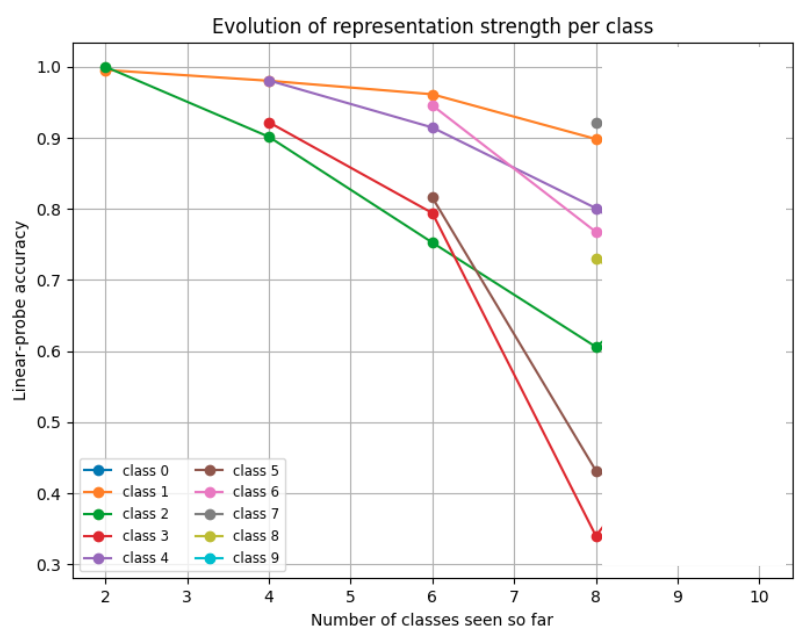 Evolution of representation strength per class
Linear-probe accuracy
1.0
0.9
0.8
0.7
0.6
0.5
0.4
0.3
class 0
class 1
class 2
class 3
class 4
class 5
class 6
class 7
class 8
class 9
2 3 4 5 6 7 8 9 10
Number of classes seen so far